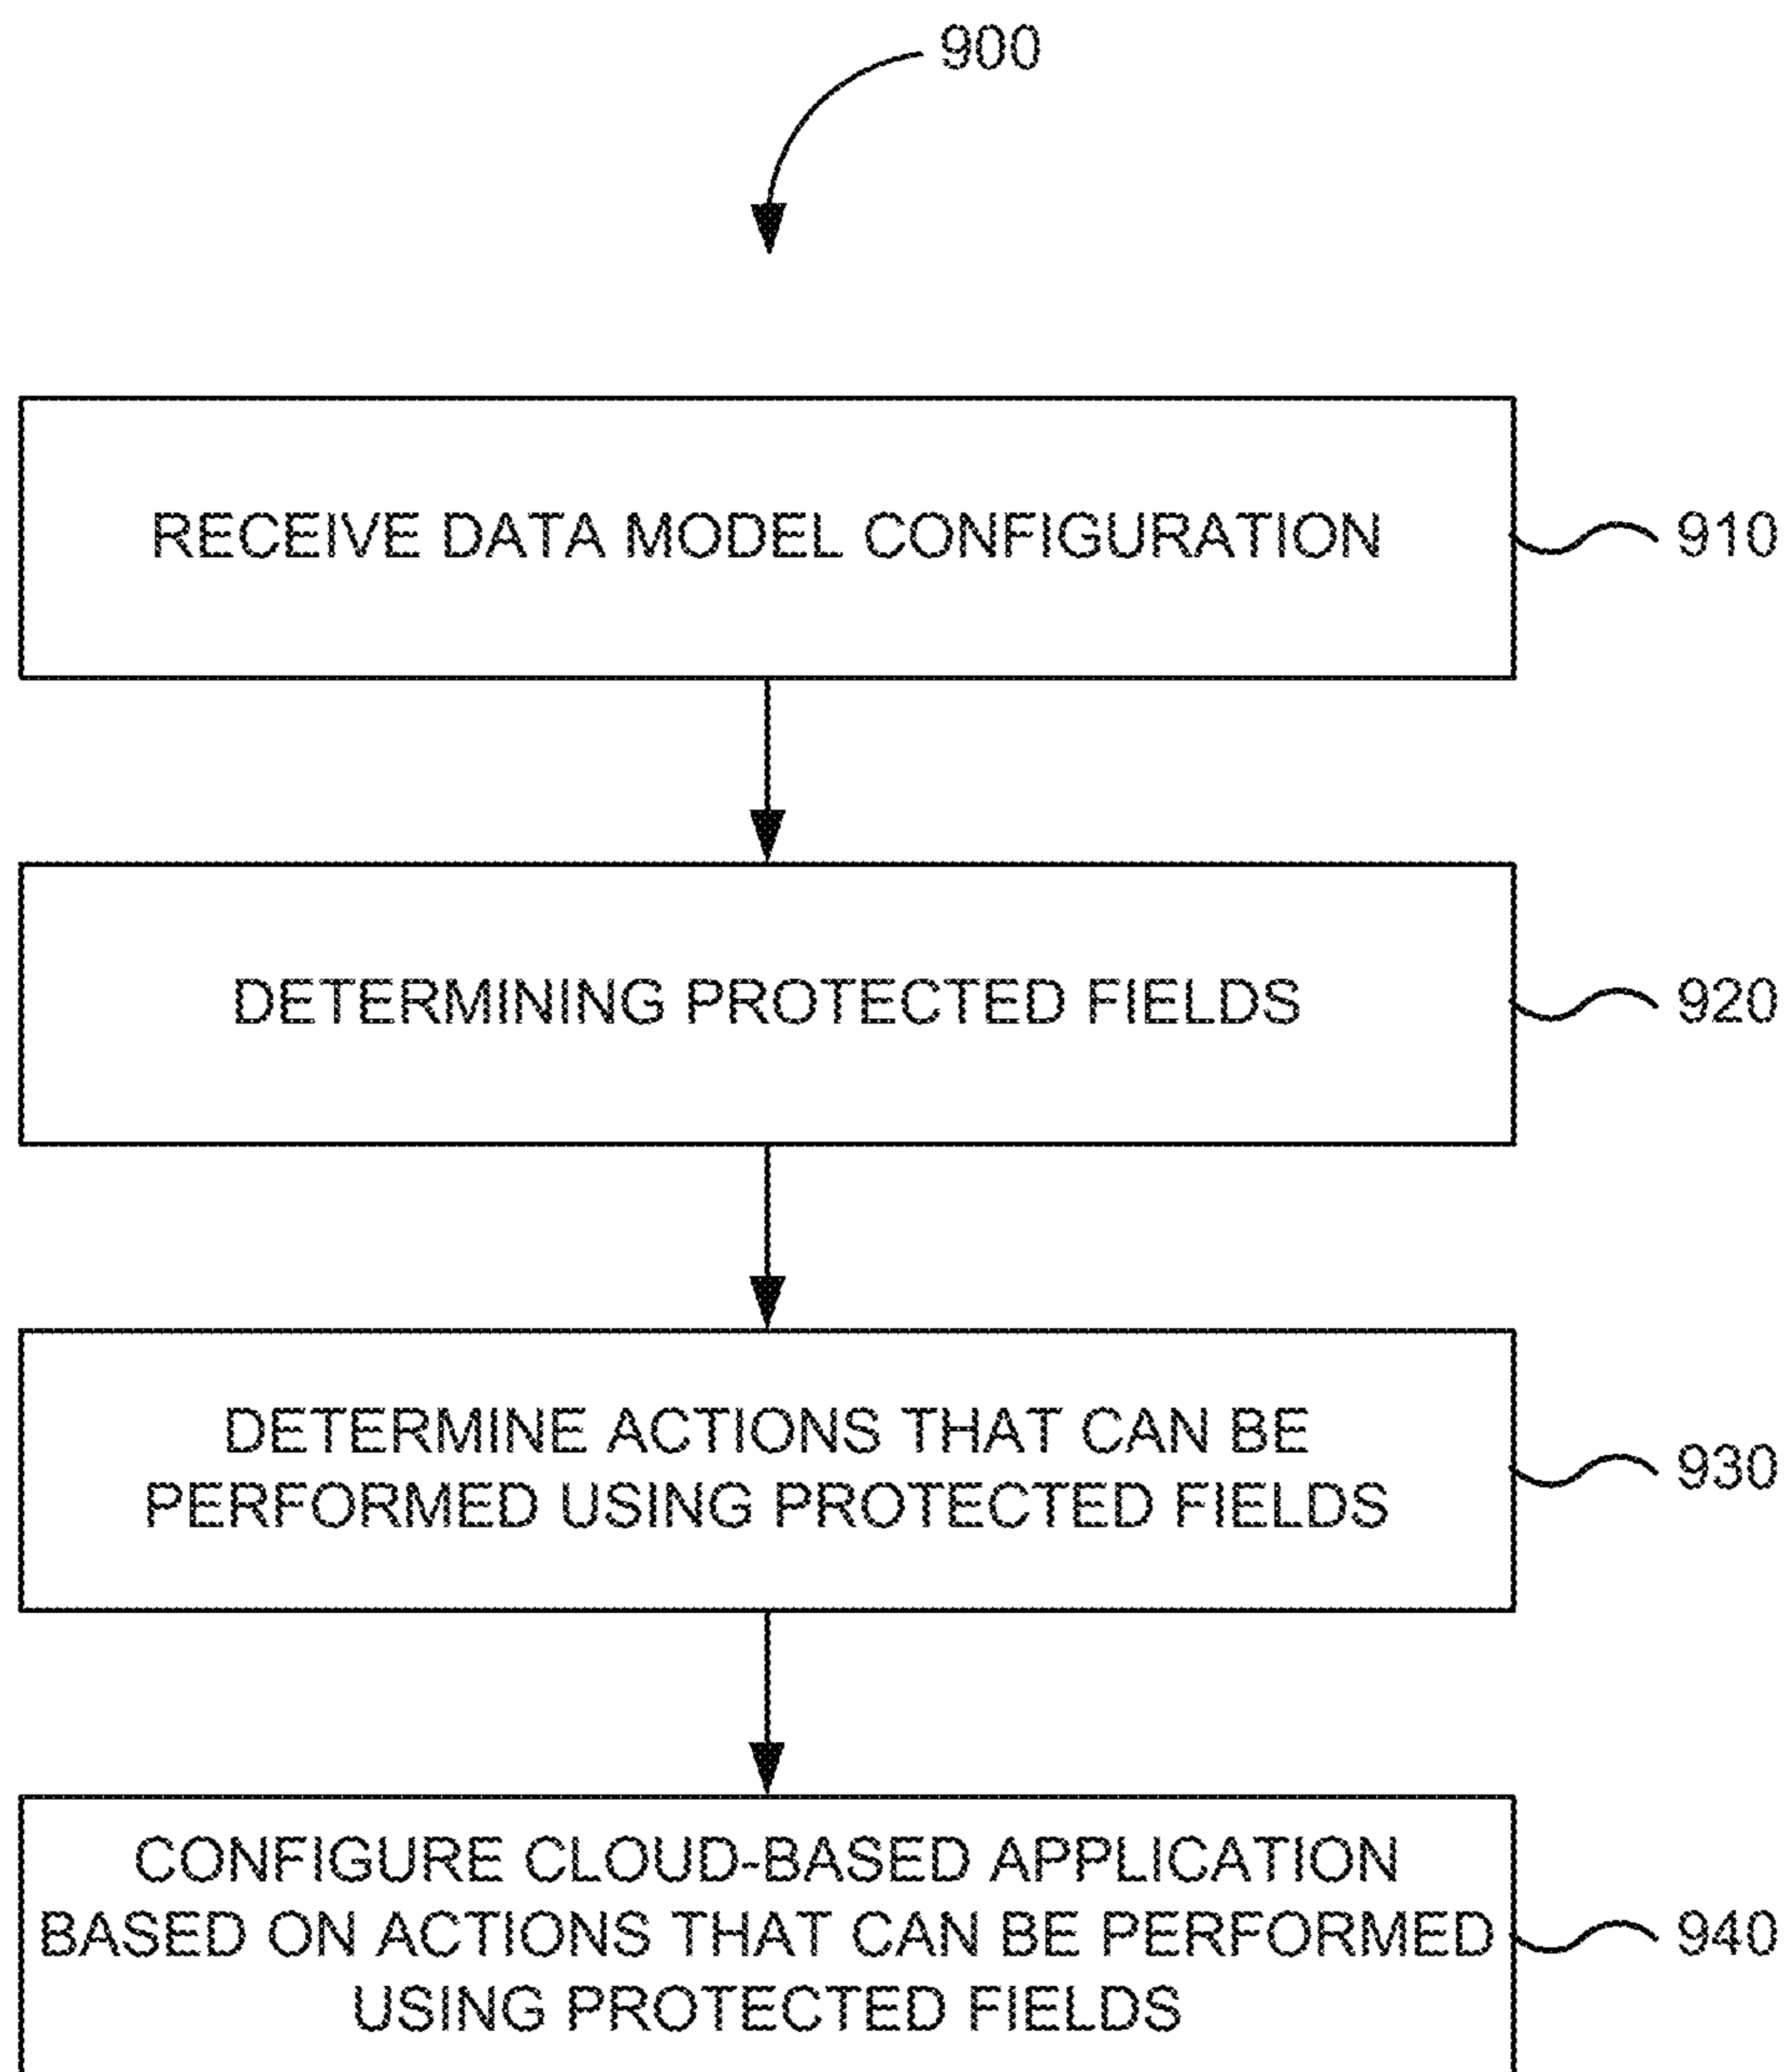 900
RECEIVE DATA MODEL CONFIGURATION
910
DETERMINING PROTECTED FIELDS
920
DETERMINE ACTIONS THAT CAN BE
PERFORMED USING PROTECTED FIELDS
930
CONFIGURE CLOUD-BASED APPLICATION
BASED ON ACTIONS THAT CAN BE PERFORMED
USING PROTECTED FIELDS
940